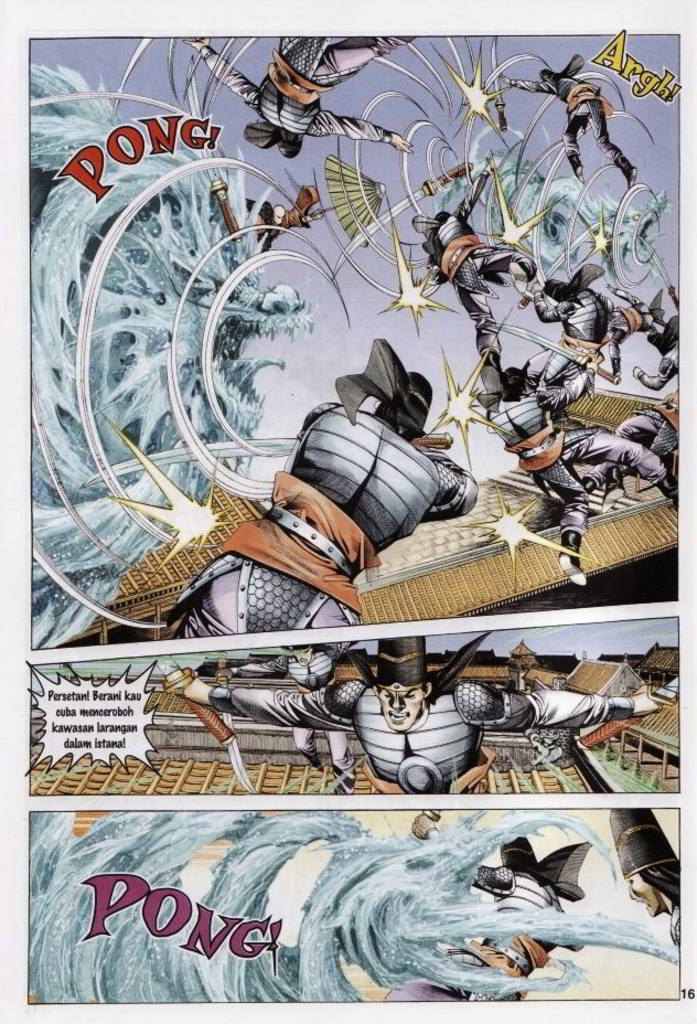 PONG!
Argh!
Persetan! Berani kau
cuba menceroboh
kawasan larangan
dalam istana!
PONG!
16